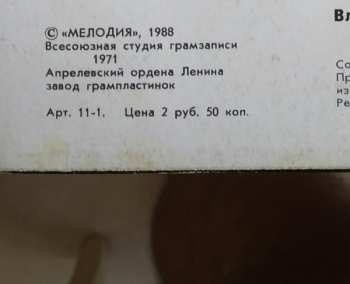 © «МЕЛОДИЯ», 1988
Всесоюзная студия грамзаписи
1971
Апрелевский ордена Ленина
завод грампластинок
Арт. 11-1. Цена 2 руб. 50 коп.